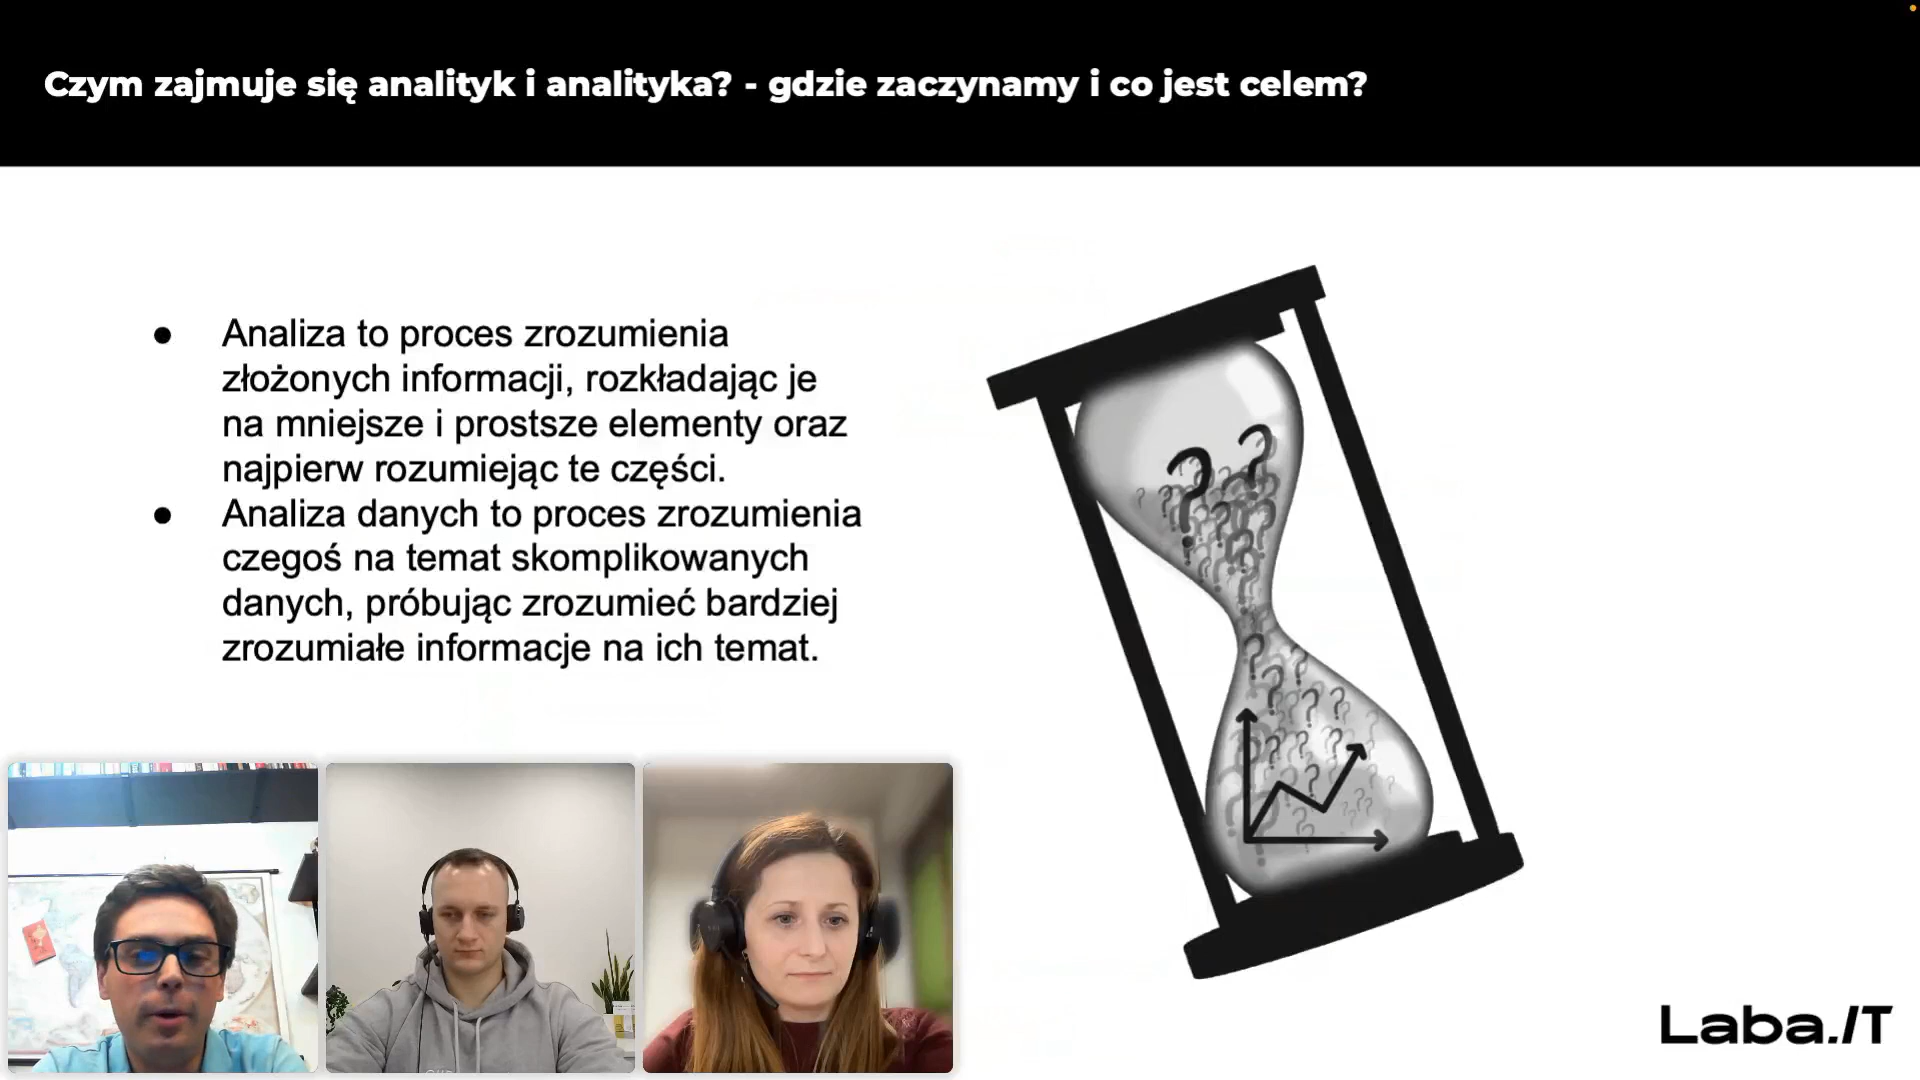 Czym zajmuje się analityk i analityka? - gdzie zaczynamy i co jest celem?
● Analiza to proces zrozumienia
złożonych informacji, rozkładając je
na mniejsze i prostsze elementy oraz
najpierw rozumiejąc te części.
● Analiza danych to proces zrozumienia
czegoś na temat skomplikowanych
danych, próbując zrozumieć bardziej
zrozumiałe informacje na ich temat.
Laba.IT